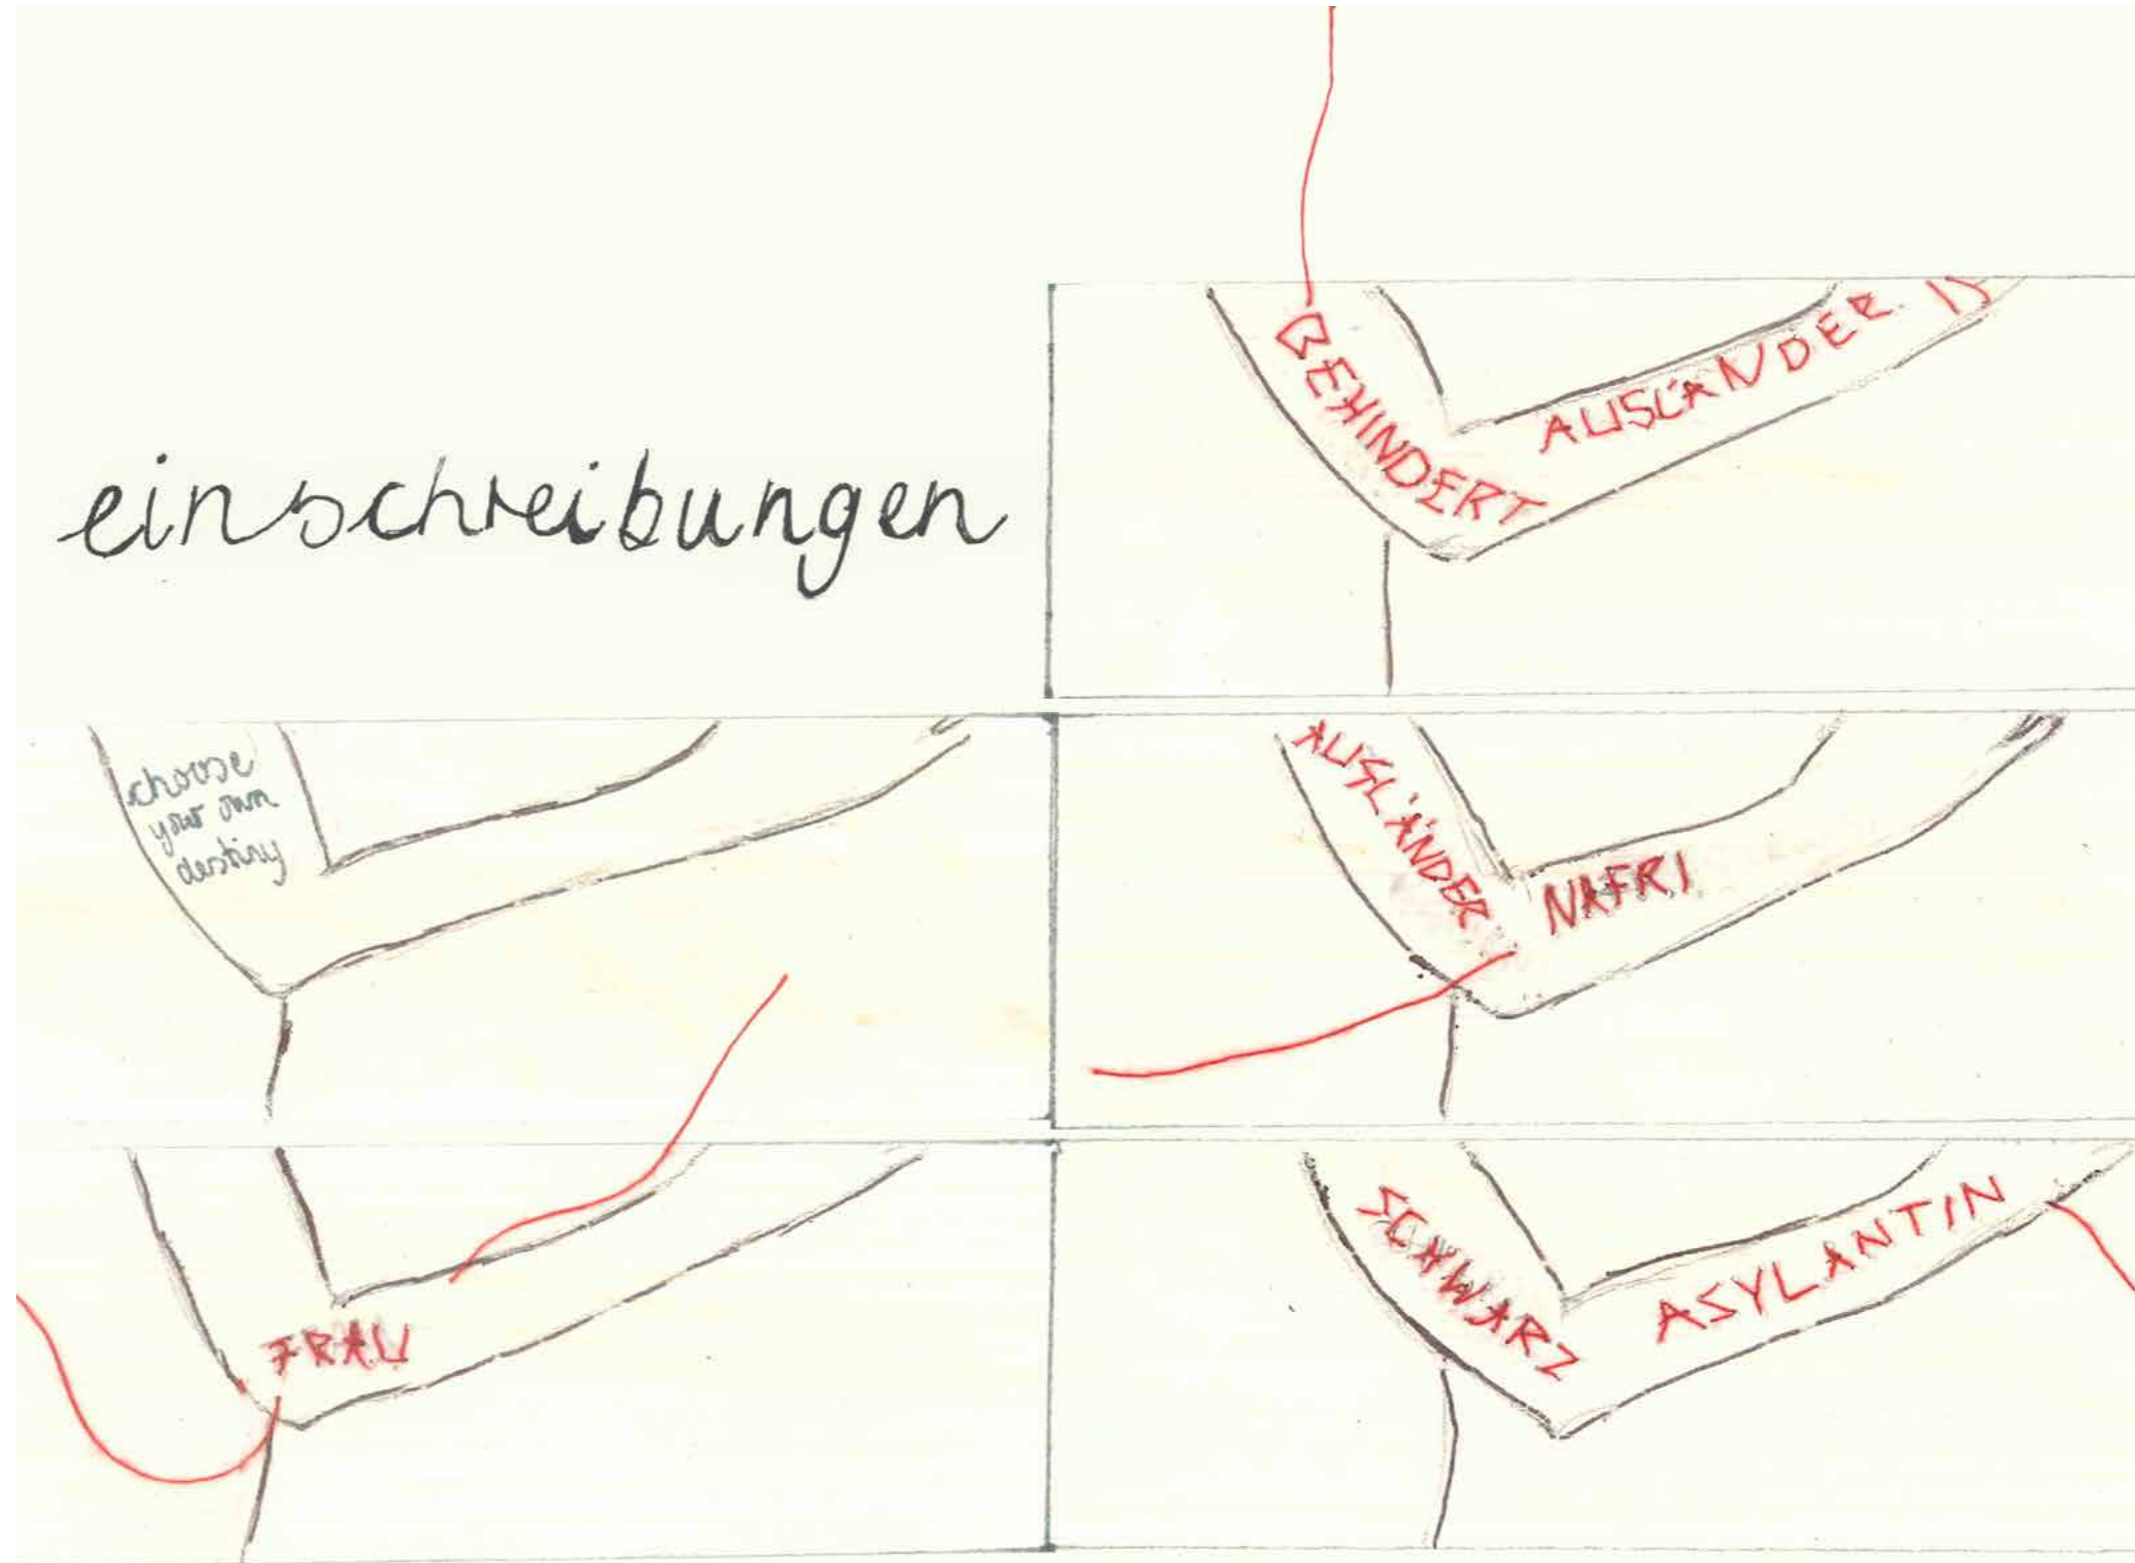 einschreibungen
BEHINDERT
AUSLÄNDER
choose
your own
destiny
AUSLÄNDER
NAFRI
FRAU
SCHWARZ
ASYLANTIN